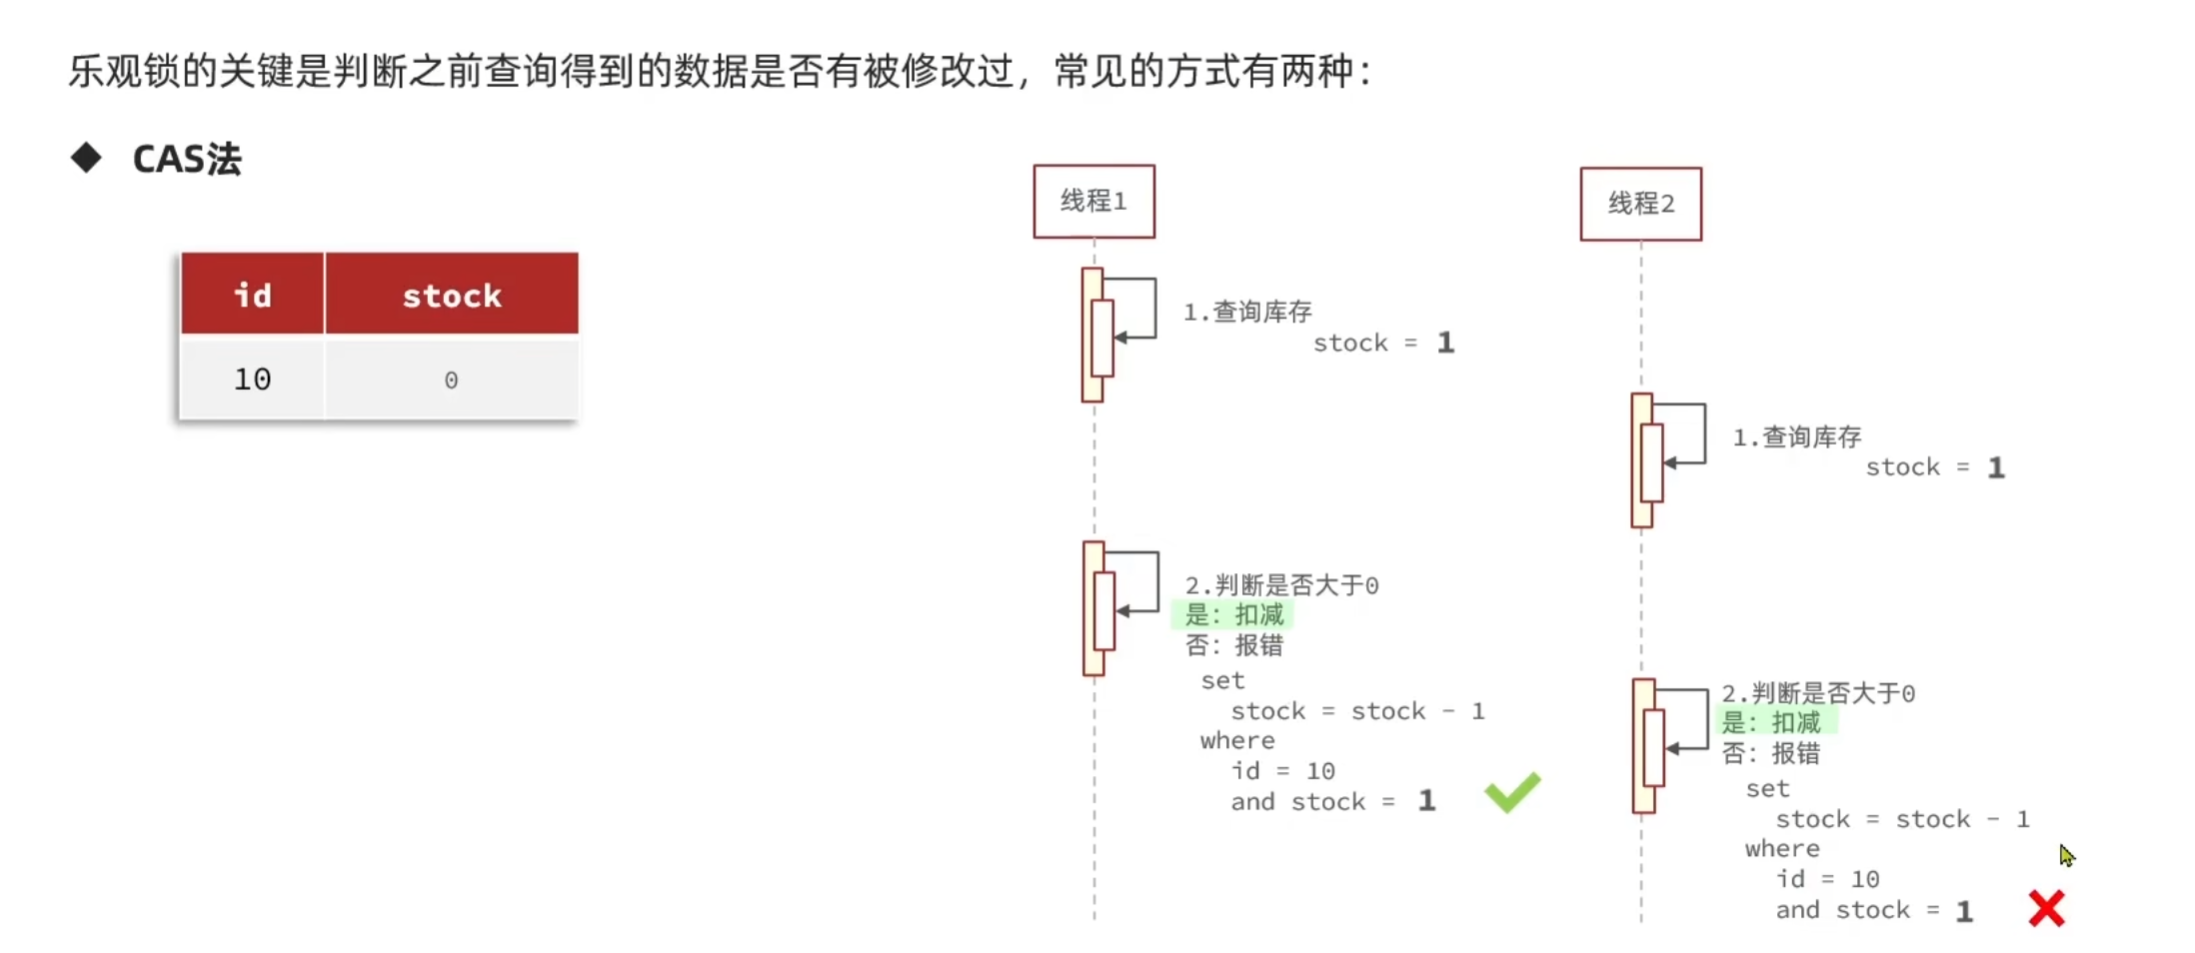 乐观锁的关键是判断之前查询得到的数据是否有被修改过，常见的方式有两种：
◆ CAS法
id stock
10 0
线程1
1.查询库存
stock = 1
2.判断是否大于0
是：扣减
否：报错
set
stock = stock - 1
where
id = 10
and stock = 1
线程2
1.查询库存
stock = 1
2.判断是否大于0
是：扣减
否：报错
set
stock = stock - 1
where
id = 10
and stock = 1